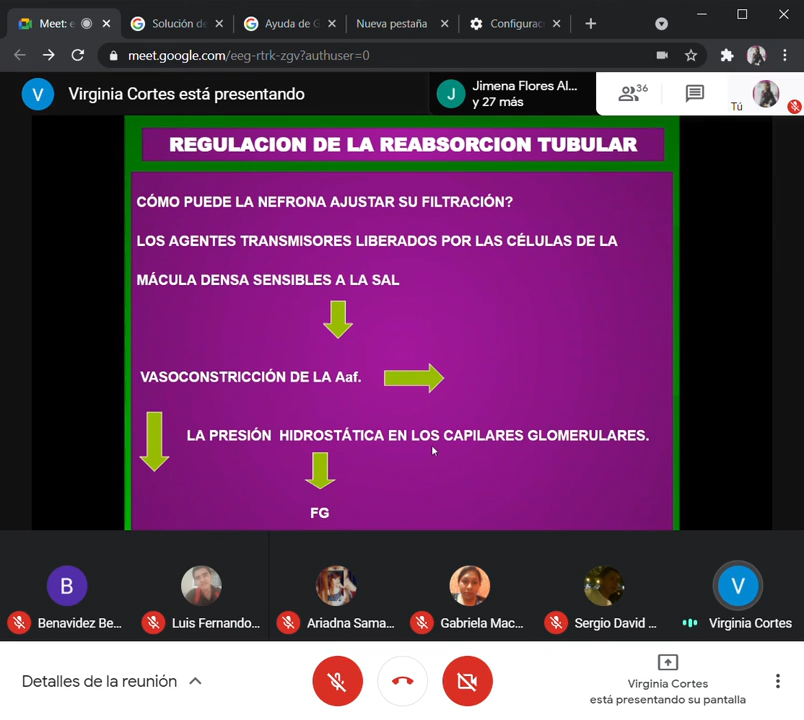 Meet: e
Solución de
Ayuda de G
Nueva pestaña
Configurac
meet.google.com/eeg-rtrk-zgv?authuser=0
V
Virginia Cortes está presentando
J
Jimena Flores Al...
y 27 más
36
Tú
REGULACION DE LA REABSORCION TUBULAR
CÓMO PUEDE LA NEFRONA AJUSTAR SU FILTRACIÓN?
LOS AGENTES TRANSMISORES LIBERADOS POR LAS CÉLULAS DE LA
MÁCULA DENSA SENSIBLES A LA SAL
VASOCONSTRICCIÓN DE LA Aaf.
LA PRESIÓN HIDROSTÁTICA EN LOS CAPILARES GLOMERULARES.
FG
B
V
Benavidez Be...
Luis Fernando...
Ariadna Sama...
Gabriela Mac...
Sergio David ...
Virginia Cortes
Detalles de la reunión
Virginia Cortes
está presentando su pantalla